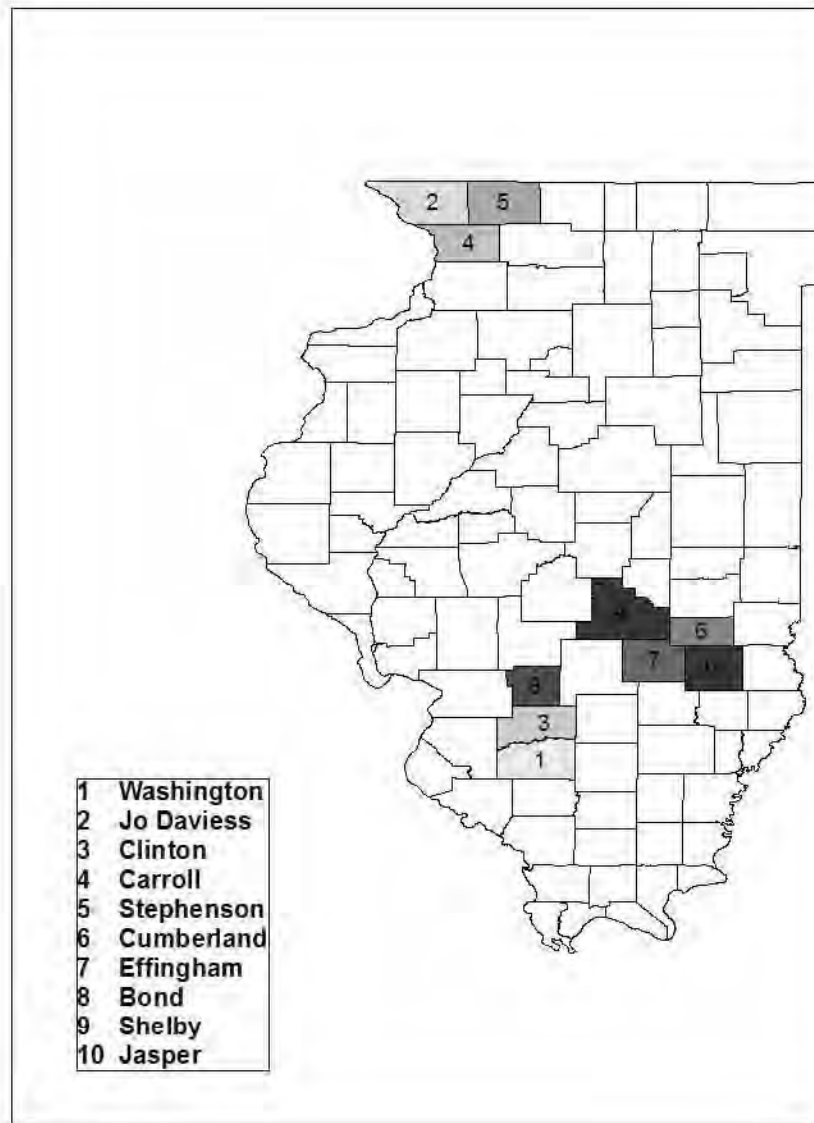 2
5
4
6
7
8
3
1
1 Washington
2 Jo Daviess
3 Clinton
4 Carroll
5 Stephenson
6 Cumberland
7 Effingham
8 Bond
9 Shelby
10 Jasper